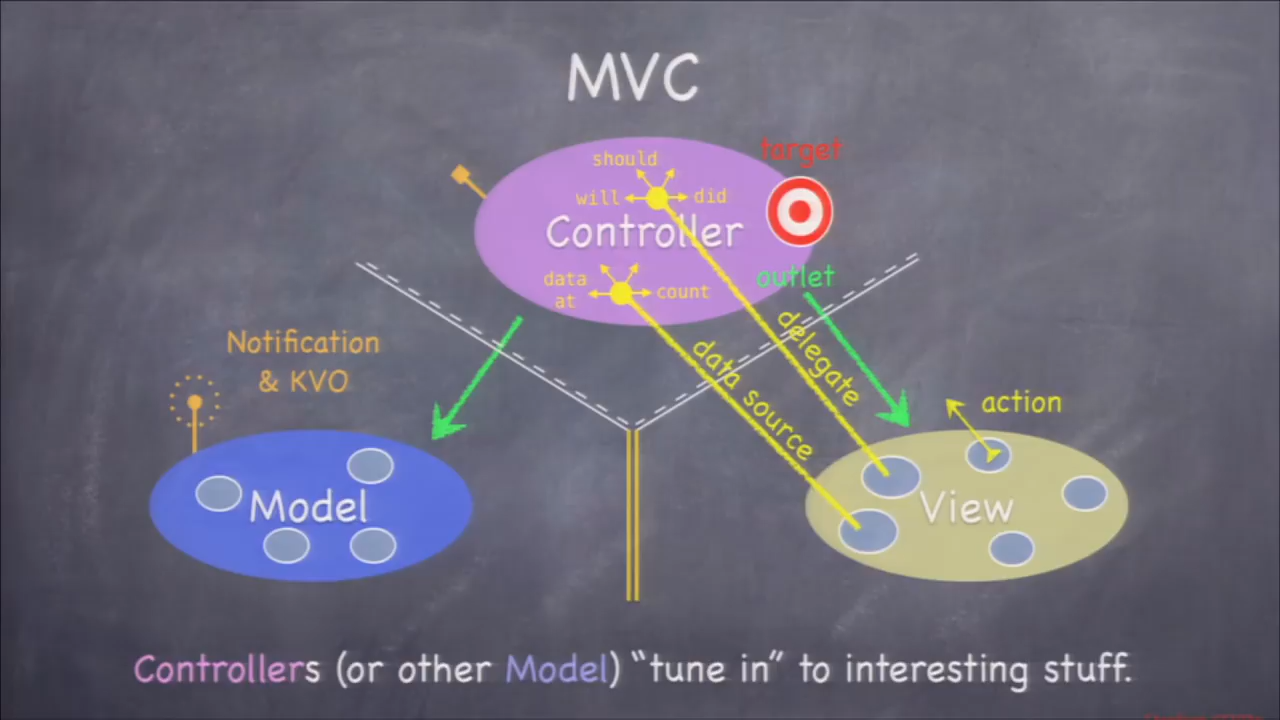 MVC
should
target
will
did
Controller
data
at
count
outlet
delegate
data source
Notification
& KVO
action
Model
View
Controllers (or other Model) “tune in” to interesting stuff.